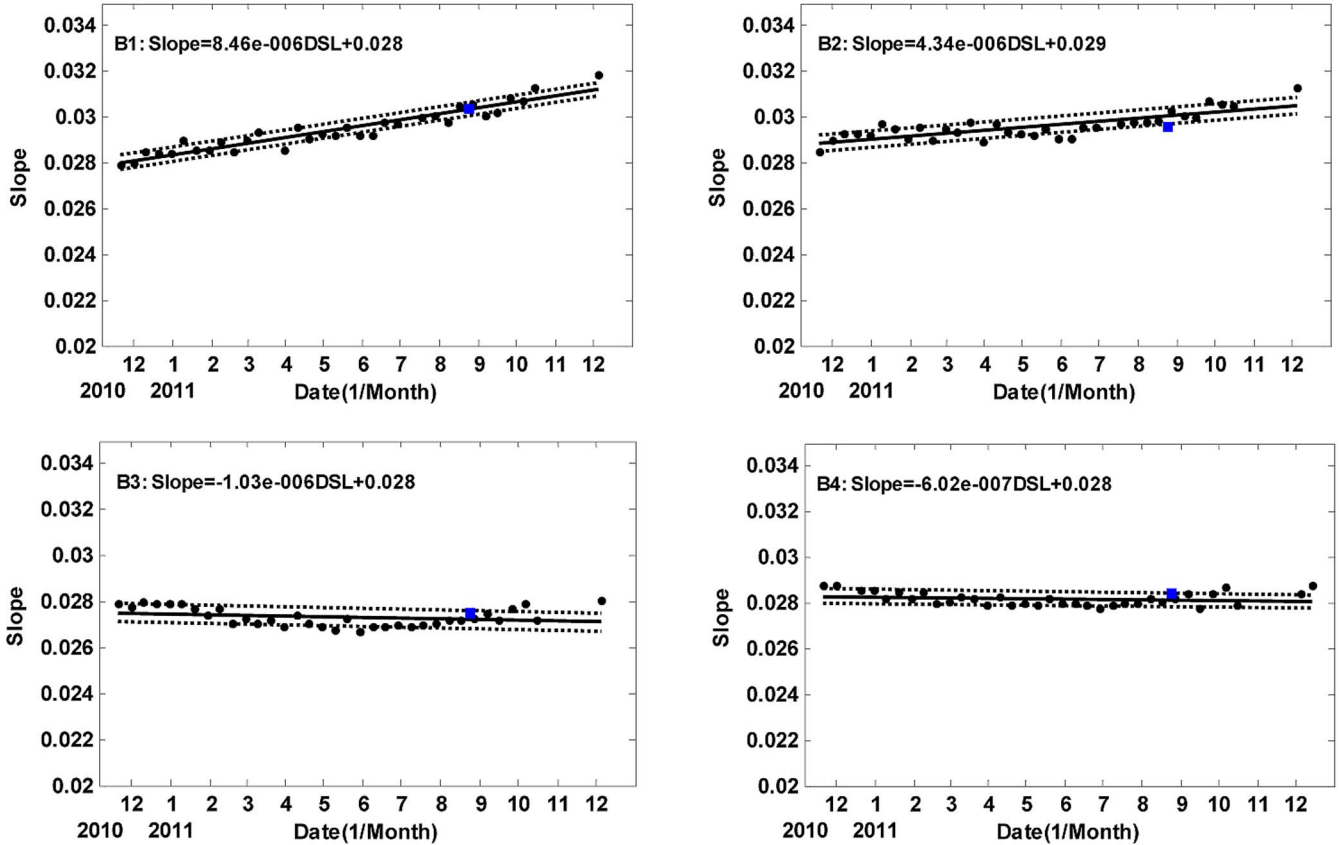 B1: Slope=8.46e-006DSL+0.028
Slope
0.034
0.032
0.03
0.028
0.026
0.024
0.022
0.02
12 1 2 3 4 5 6 7 8 9 10 11 12
2010 2011 Date(1/Month)
B2: Slope=4.34e-006DSL+0.029
Slope
0.034
0.032
0.03
0.028
0.026
0.024
0.022
0.02
12 1 2 3 4 5 6 7 8 9 10 11 12
2010 2011 Date(1/Month)
B3: Slope=-1.03e-006DSL+0.028
Slope
0.034
0.032
0.03
0.028
0.026
0.024
0.022
0.02
12 1 2 3 4 5 6 7 8 9 10 11 12
2010 2011 Date(1/Month)
B4: Slope=-6.02e-007DSL+0.028
Slope
0.034
0.032
0.03
0.028
0.026
0.024
0.022
0.02
12 1 2 3 4 5 6 7 8 9 10 11 12
2010 2011 Date(1/Month)